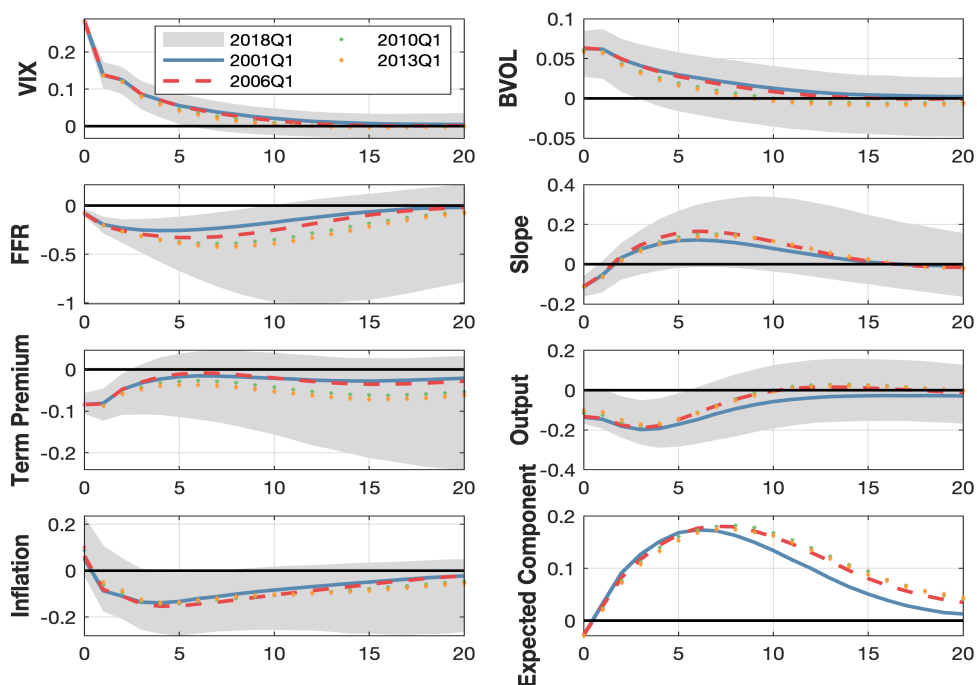 VIX
0.2
0.1
0
0 5 10 15 20
2018Q1
2001Q1
2006Q1
2010Q1
2013Q1
BVOL
0.1
0.05
0
-0.05
0 5 10 15 20
FFR
0
-0.5
-1
0 5 10 15 20
Slope
0.4
0.2
0
-0.2
0 5 10 15 20
Term Premium
0
-0.1
-0.2
0 5 10 15 20
Output
0.2
0
-0.2
-0.4
0 5 10 15 20
Inflation
0.2
0
-0.2
0 5 10 15 20
Expected Component
0.2
0.1
0
0 5 10 15 20